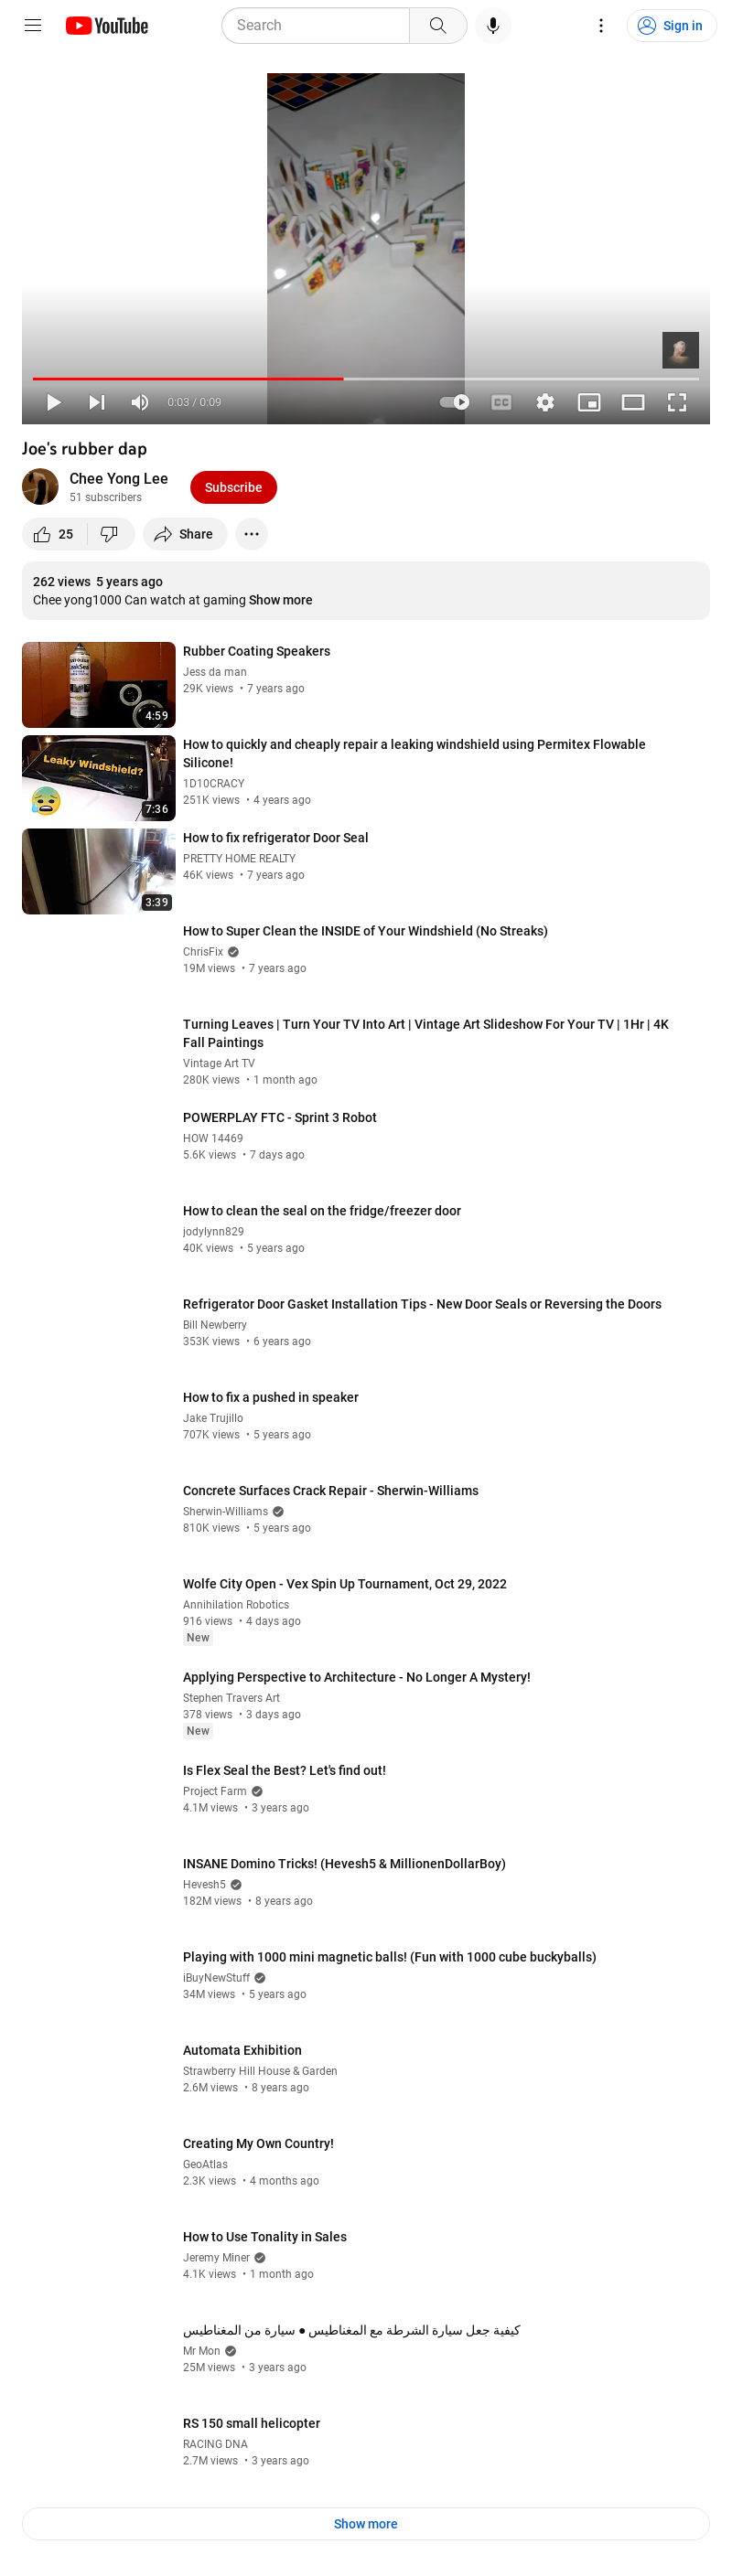 YouTube
Search
Sign in
0:03 / 0:09
CC
Joe's rubber dap
Chee Yong Lee
51 subscribers
Subscribe
25
Share
262 views 5 years ago
Chee yong1000 Can watch at gaming Show more
Rubber Coating Speakers
Jess da man
29K views • 7 years ago
4:59
How to quickly and cheaply repair a leaking windshield using Permitex Flowable
Silicone!
1D10CRACY
251K views • 4 years ago
Leaky Windshield?
7:36
How to fix refrigerator Door Seal
PRETTY HOME REALTY
46K views • 7 years ago
3:39
How to Super Clean the INSIDE of Your Windshield (No Streaks)
ChrisFix
19M views • 7 years ago
Turning Leaves | Turn Your TV Into Art | Vintage Art Slideshow For Your TV | 1Hr | 4K
Fall Paintings
Vintage Art TV
280K views • 1 month ago
POWERPLAY FTC - Sprint 3 Robot
HOW 14469
5.6K views • 7 days ago
How to clean the seal on the fridge/freezer door
jodylynn829
40K views • 5 years ago
Refrigerator Door Gasket Installation Tips - New Door Seals or Reversing the Doors
Bill Newberry
353K views • 6 years ago
How to fix a pushed in speaker
Jake Trujillo
707K views • 5 years ago
Concrete Surfaces Crack Repair - Sherwin-Williams
Sherwin-Williams
810K views • 5 years ago
Wolfe City Open - Vex Spin Up Tournament, Oct 29, 2022
Annihilation Robotics
916 views • 4 days ago
New
Applying Perspective to Architecture - No Longer A Mystery!
Stephen Travers Art
378 views • 3 days ago
New
Is Flex Seal the Best? Let's find out!
Project Farm
4.1M views • 3 years ago
INSANE Domino Tricks! (Hevesh5 & MillionenDollarBoy)
Hevesh5
182M views • 8 years ago
Playing with 1000 mini magnetic balls! (Fun with 1000 cube buckyballs)
iBuyNewStuff
34M views • 5 years ago
Automata Exhibition
Strawberry Hill House & Garden
2.6M views • 8 years ago
Creating My Own Country!
GeoAtlas
2.3K views • 4 months ago
How to Use Tonality in Sales
Jeremy Miner
4.1K views • 1 month ago
كيفية جعل سيارة الشرطة مع المغناطيس ● سيارة من المغناطيس
Mr Mon
25M views • 3 years ago
RS 150 small helicopter
RACING DNA
2.7M views • 3 years ago
Show more